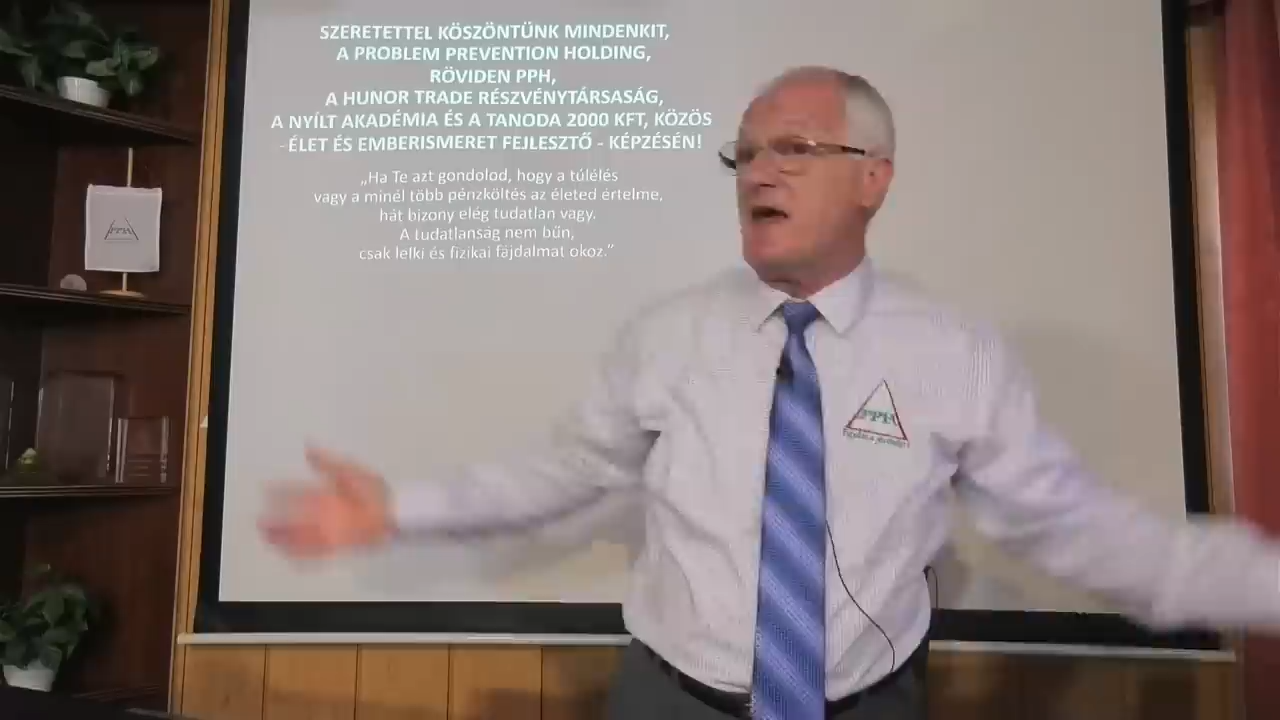 SZERETETTEL KÖSZÖNTÜNK MINDENKIT,
A PROBLEM PREVENTION HOLDING,
RÖVIDEN PPH,
A HUNOR TRADE RÉSZVÉNYTÁRSASÁG,
A NYÍLT AKADÉMIA ÉS A TANODA 2000 KFT, KÖZÖS
- ÉLET ÉS EMBERISMERET FEJLESZTŐ - KÉPZÉSÉN!
„Ha Te azt gondolod, hogy a túlélés
vagy a minél több pénzköltés az életed értelme,
hát bizony elég tudatlan vagy.
A tudatlanság nem bűn,
csak lelki és fizikai fájdalmat okoz."
PPH
PPH